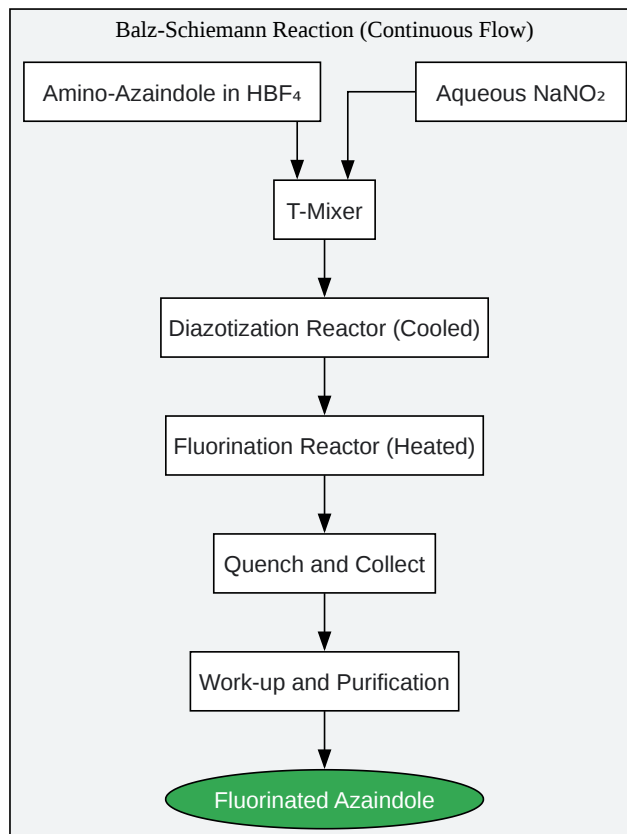 Balz-Schiemann Reaction (Continuous Flow)
Amino-Azaindole in HBF₄
Aqueous NaNO₂
T-Mixer
Diazotization Reactor (Cooled)
Fluorination Reactor (Heated)
Quench and Collect
Work-up and Purification
Fluorinated Azaindole